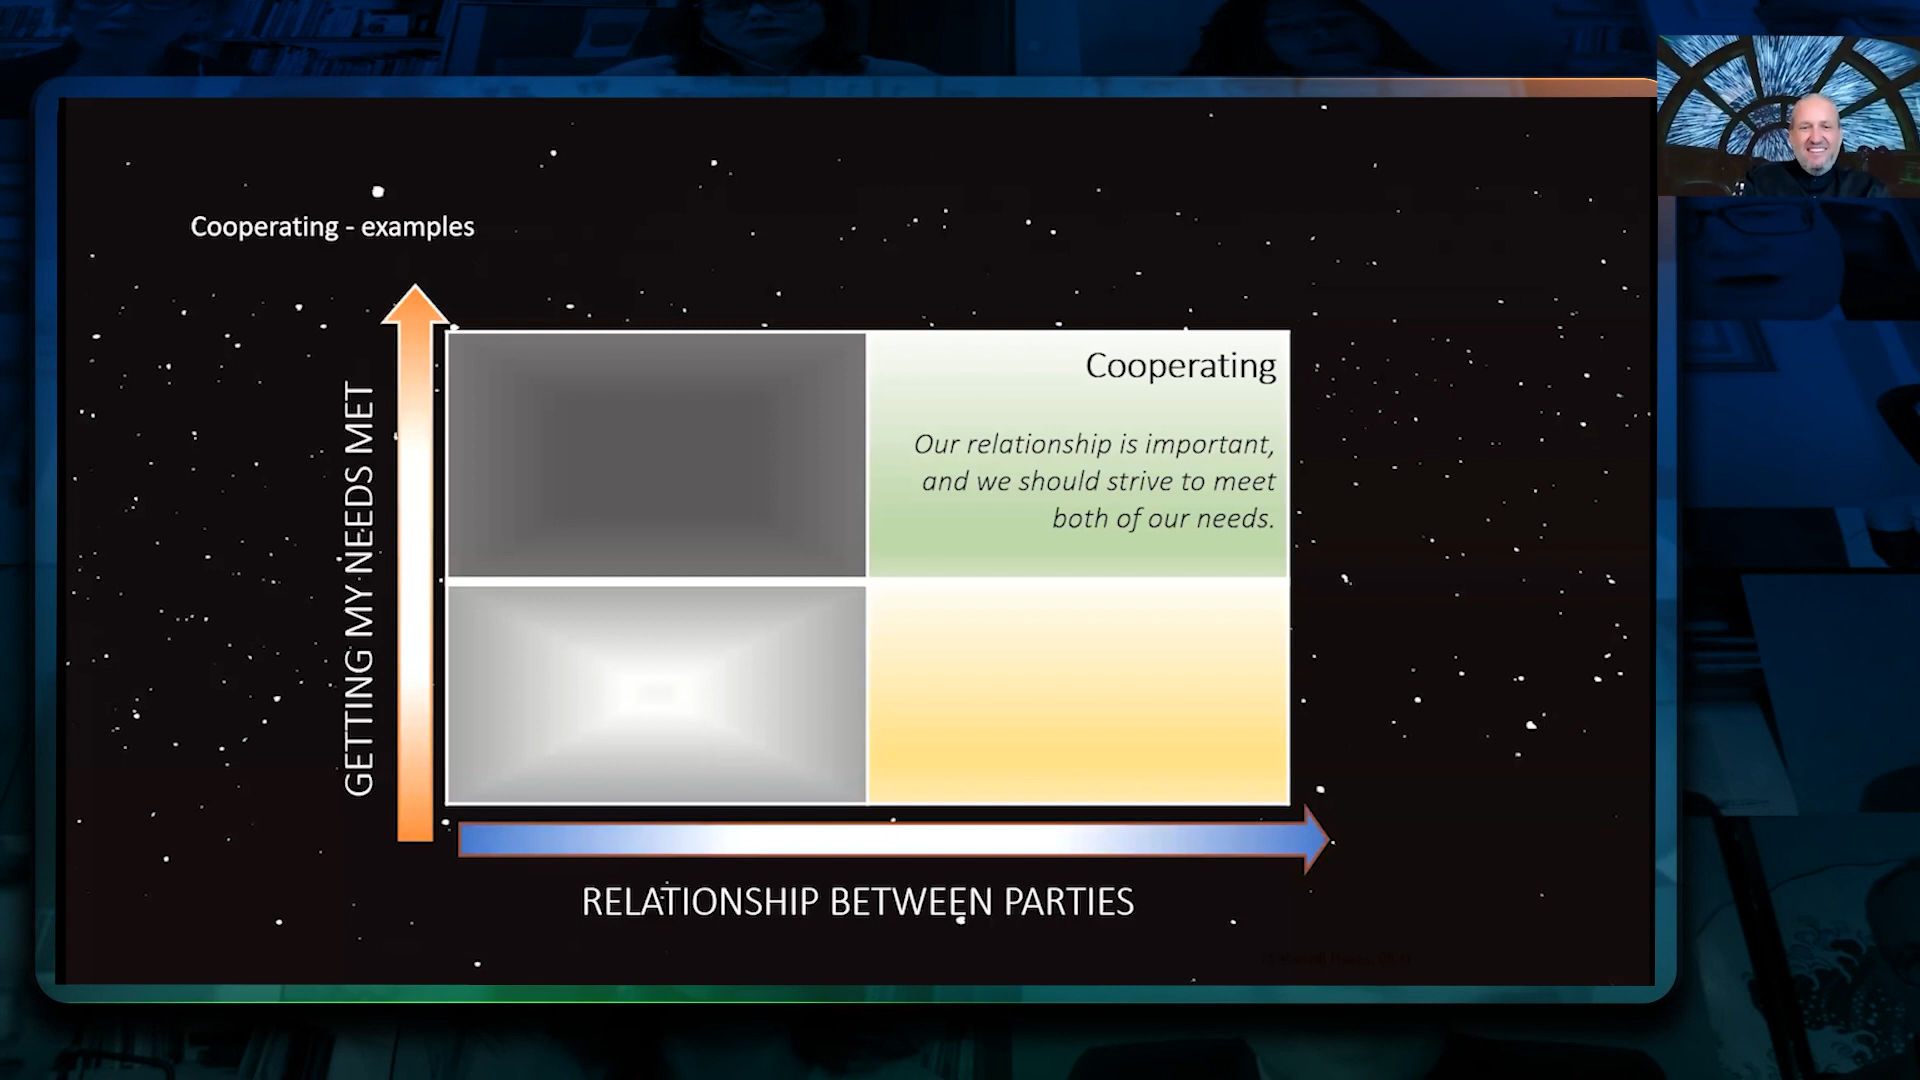 Cooperating - examples
GETTING MY NEEDS MET
Cooperating
Our relationship is important,
and we should strive to meet
both of our needs.
RELATIONSHIP BETWEEN PARTIES